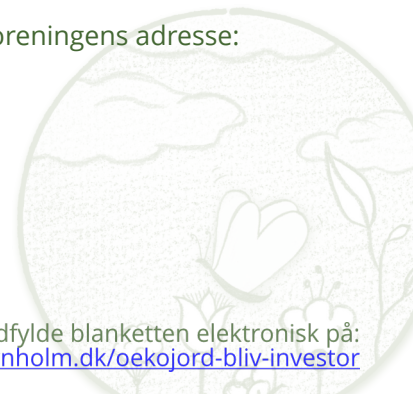 oreningens adresse:
dfylde blanketten elektronisk på:
nholm.dk/oekojord-bliv-investor